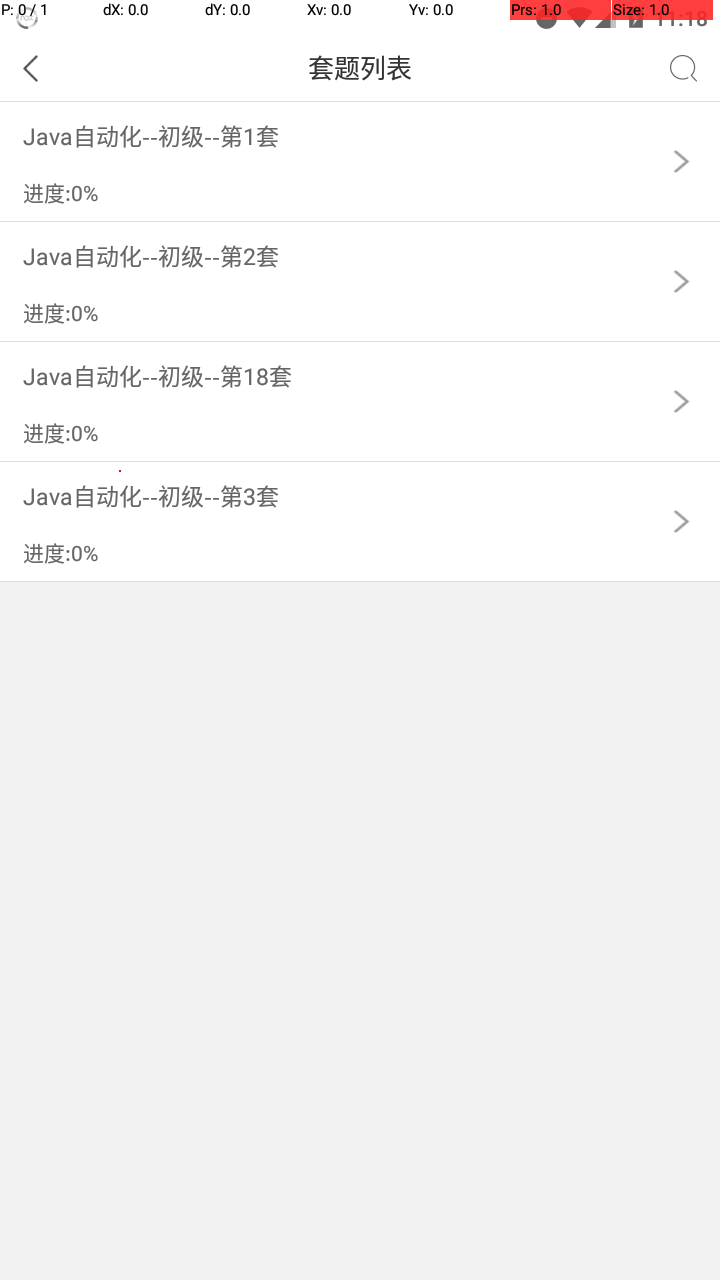 P: 0 / 1 dX: 0.0 dY: 0.0 Xv: 0.0 Yv: 0.0 Prs: 1.0 Size: 1.0 11:18
套题列表
Java自动化--初级--第1套
进度:0%
Java自动化--初级--第2套
进度:0%
Java自动化--初级--第18套
进度:0%
Java自动化--初级--第3套
进度:0%